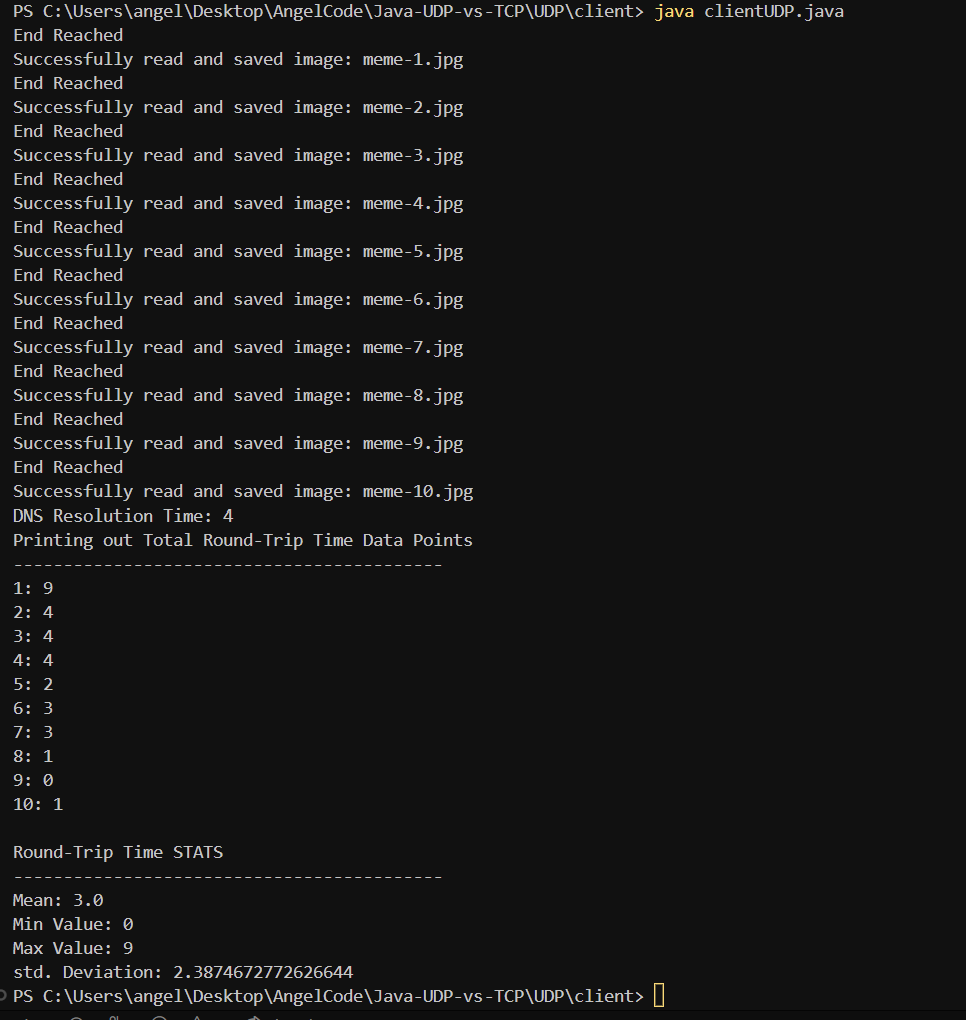 PS C:\Users\angel\Desktop\AngelCode\Java-UDP-vs-TCP\UDP\client> java clientUDP.java
End Reached
Successfully read and saved image: meme-1.jpg
End Reached
Successfully read and saved image: meme-2.jpg
End Reached
Successfully read and saved image: meme-3.jpg
End Reached
Successfully read and saved image: meme-4.jpg
End Reached
Successfully read and saved image: meme-5.jpg
End Reached
Successfully read and saved image: meme-6.jpg
End Reached
Successfully read and saved image: meme-7.jpg
End Reached
Successfully read and saved image: meme-8.jpg
End Reached
Successfully read and saved image: meme-9.jpg
End Reached
Successfully read and saved image: meme-10.jpg
DNS Resolution Time: 4
Printing out Total Round-Trip Time Data Points
-------------------------------------------
1: 9
2: 4
3: 4
4: 4
5: 2
6: 3
7: 3
8: 1
9: 0
10: 1

Round-Trip Time STATS
-------------------------------------------
Mean: 3.0
Min Value: 0
Max Value: 9
std. Deviation: 2.3874672772626644
PS C:\Users\angel\Desktop\AngelCode\Java-UDP-vs-TCP\UDP\client>